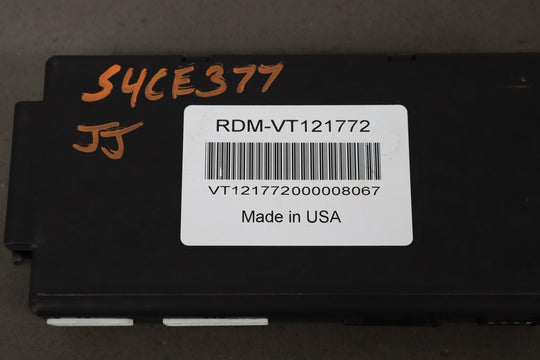 S4CE377
JJ
RDM-VT121772
VT121772000008067
Made in USA